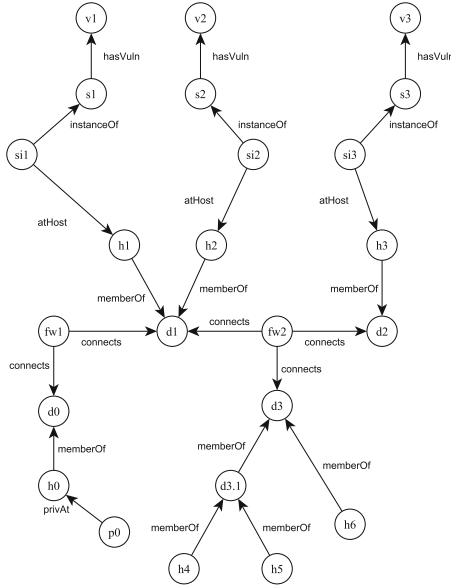 v1 v2 v3
hasVuln hasVuln hasVuln
s1 s2 s3
instanceOf instanceOf instanceOf
si1 si2 si3
atHost atHost atHost
h1 h2 h3
memberOf memberOf memberOf
fw1 connects d1 connects fw2 connects d2
connects connects
d0 d3
memberOf memberOf
h0 d3.1 memberOf
privAt
p0 memberOf memberOf h6
h4 h5